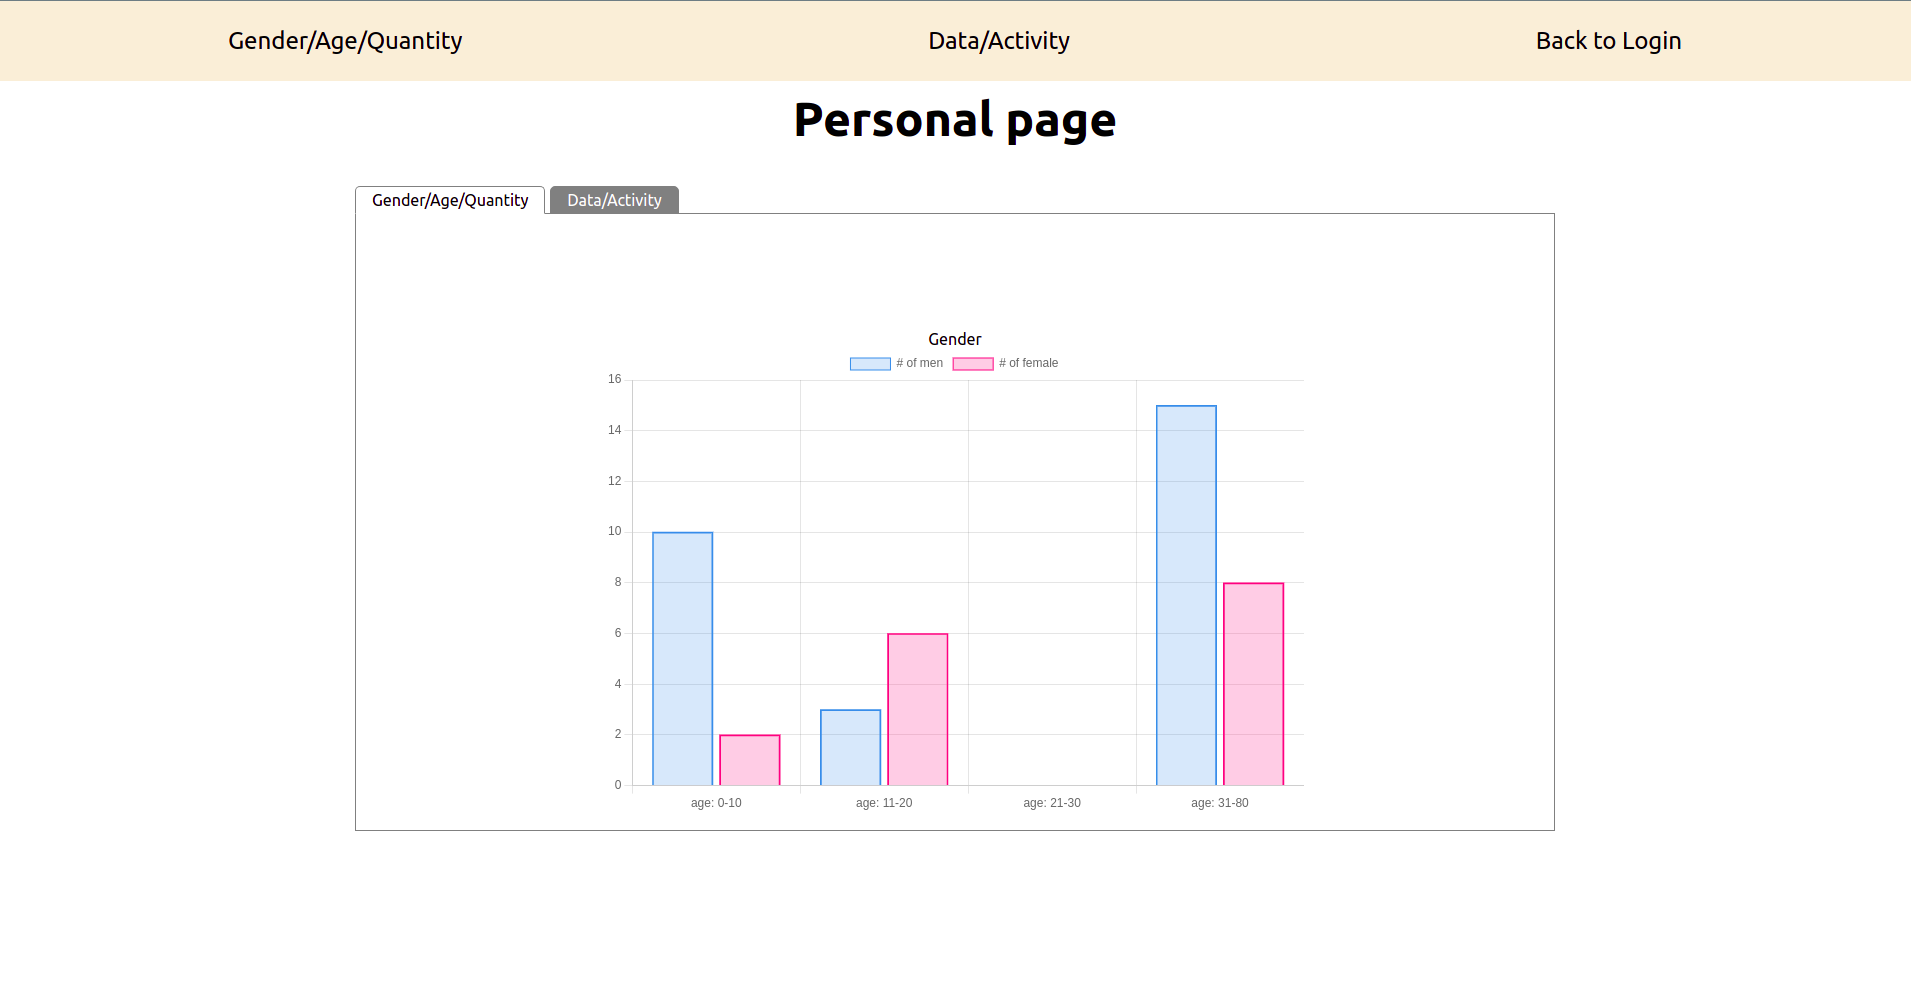 Gender/Age/Quantity Data/Activity Back to Login
Personal page
Gender/Age/Quantity Data/Activity
Gender
# of men # of female
16
14
12
10
8
6
4
2
0
age: 0-10 age: 11-20 age: 21-30 age: 31-80